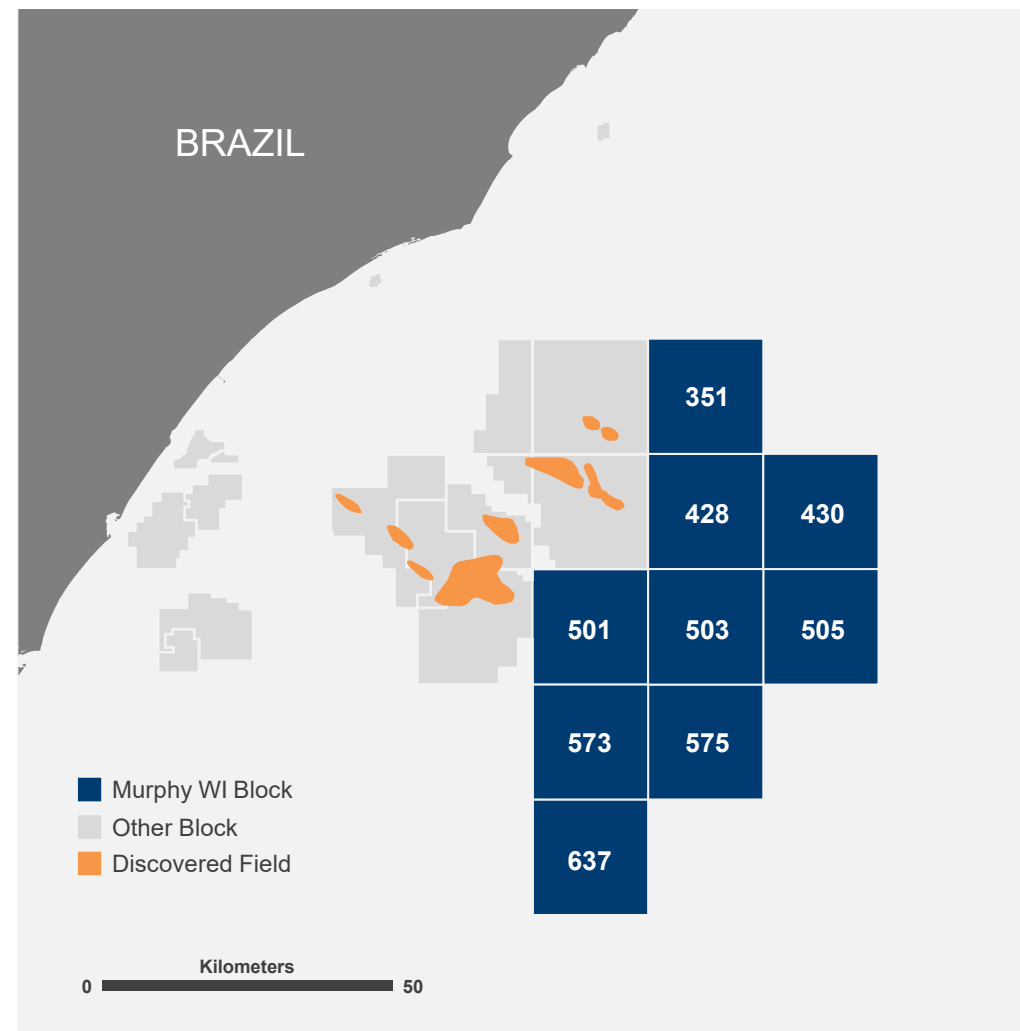 BRAZIL
351
428 430
501 503 505
573 575
Murphy WI Block
Other Block
Discovered Field
637
Kilometers
0 50